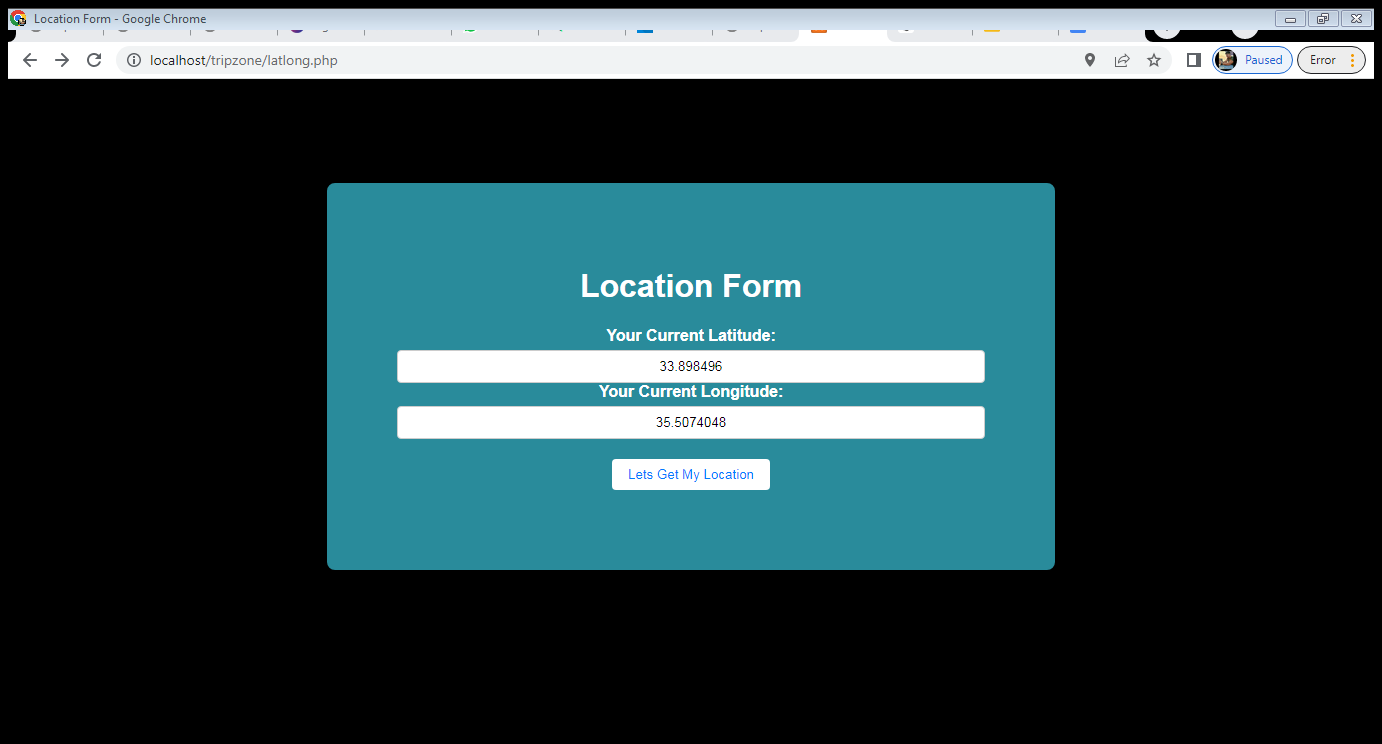 Location Form - Google Chrome
localhost/tripzone/latlong.php
Paused
Error
Location Form
Your Current Latitude:
33.898496
Your Current Longitude:
35.5074048
Lets Get My Location